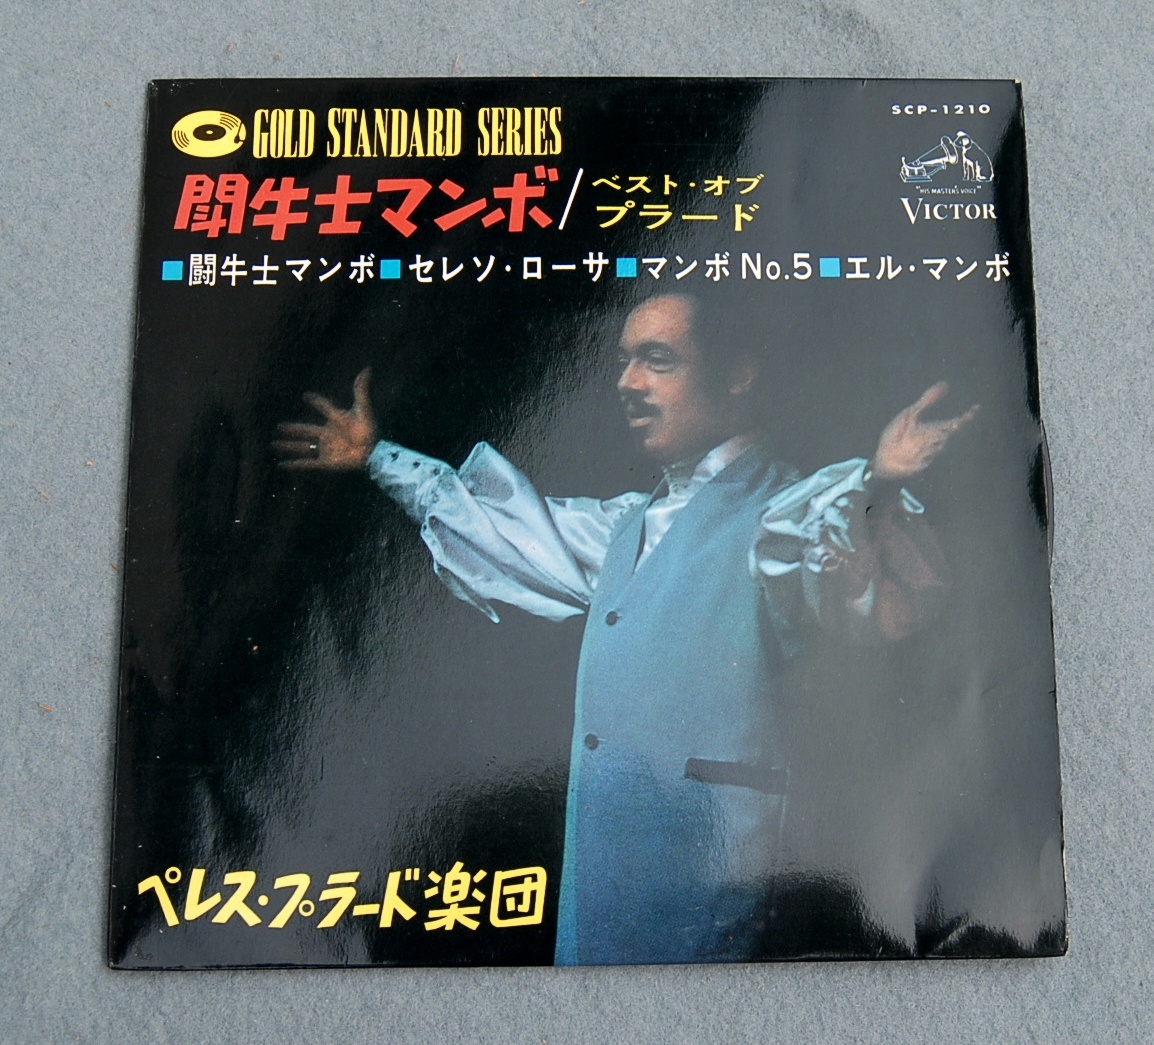 GOLD STANDARD SERIES
SCP-1210
"HIS MASTER'S VOICE"
VICTOR
闘牛士マンボ/ベスト・オブ
プラード
■闘牛士マンボ■セレソ・ローサ■マンボ No.5■エル・マンボ
ペレス・プラード楽団